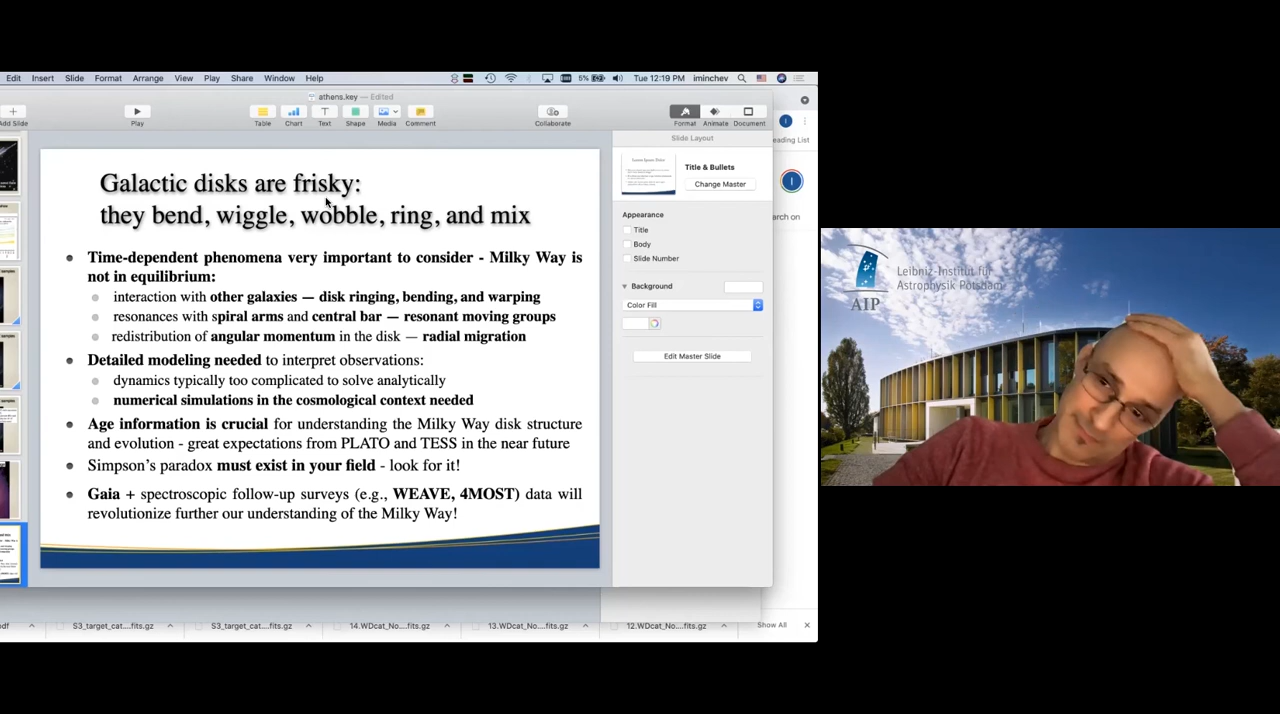 Edit Insert Slide Format Arrange View Play Share Window Help 5% Tue 12:19 PM iminchev
athens.key — Edited
Add Slide Play Table Chart Text Shape Media Comment Collaborate Format Animate Document
Slide Layout
Title & Bullets
Change Master
Appearance
Title
Body
Slide Number
Background
Color Fill
Edit Master Slide
Galactic disks are frisky:
they bend, wiggle, wobble, ring, and mix
Time-dependent phenomena very important to consider - Milky Way is
not in equilibrium:
interaction with other galaxies — disk ringing, bending, and warping
resonances with spiral arms and central bar — resonant moving groups
redistribution of angular momentum in the disk — radial migration
Detailed modeling needed to interpret observations:
dynamics typically too complicated to solve analytically
numerical simulations in the cosmological context needed
Age information is crucial for understanding the Milky Way disk structure
and evolution - great expectations from PLATO and TESS in the near future
Simpson's paradox must exist in your field - look for it!
Gaia + spectroscopic follow-up surveys (e.g., WEAVE, 4MOST) data will
revolutionize further our understanding of the Milky Way!
I
eading List
I
arch on
df S3_target_cat....fits.gz S3_target_cat....fits.gz 14.WDcat_No....fits.gz 13.WDcat_No....fits.gz 12.WDcat_No....fits.gz Show All
Leibniz-Institut für
Astrophysik Potsdam
AIP